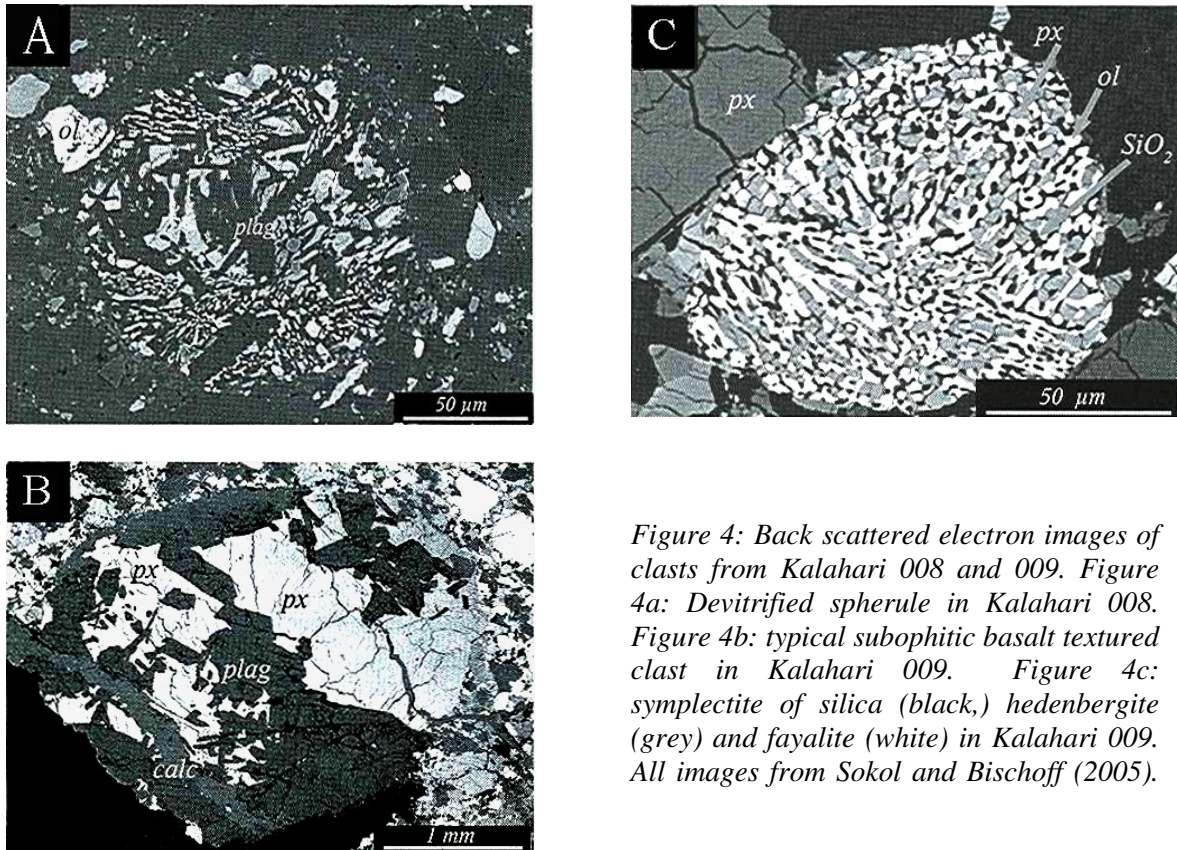 A
ol
plag
50 µm
C
px
px
ol
SiO₂
50 µm
B
px
px
plag
calc
1 mm
Figure 4: Back scattered electron images of
clasts from Kalahari 008 and 009. Figure
4a: Devitrified spherule in Kalahari 008.
Figure 4b: typical subophitic basalt textured
clast in Kalahari 009. Figure 4c:
symplectite of silica (black,) hedenbergite
(grey) and fayalite (white) in Kalahari 009.
All images from Sokol and Bischoff (2005).